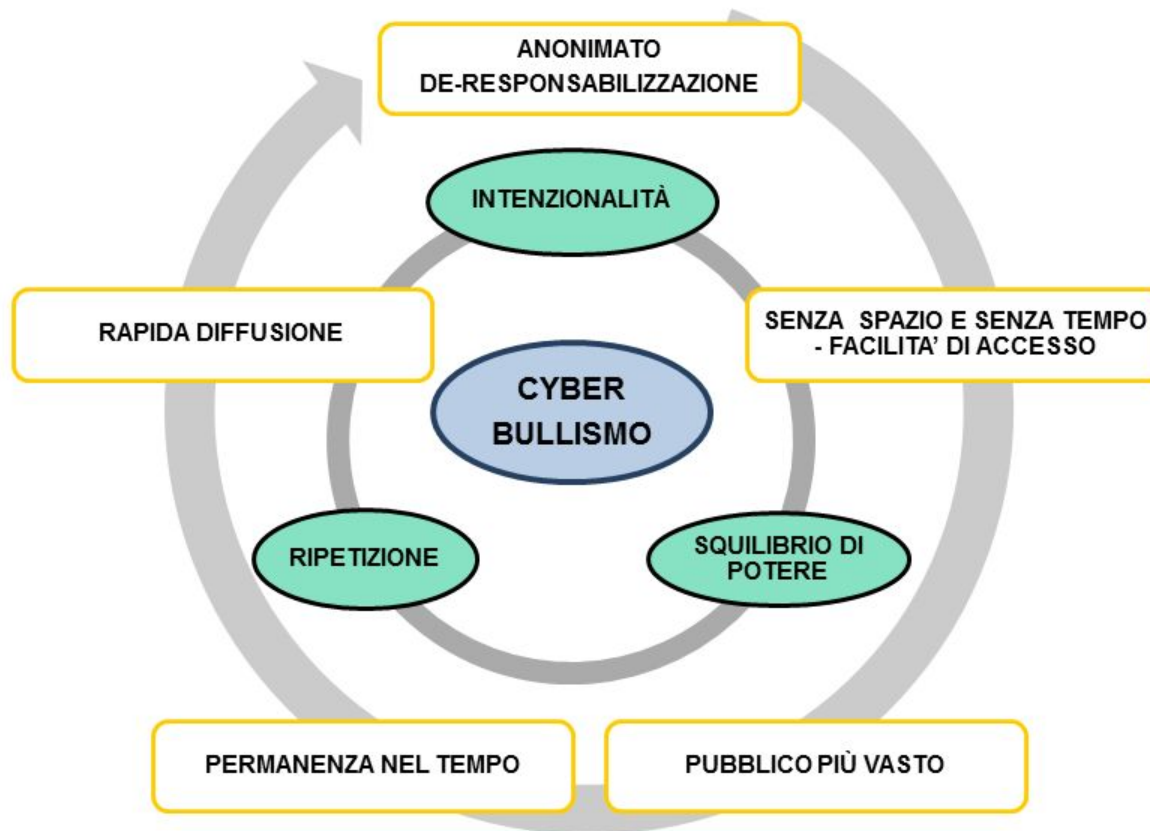 ANONIMATO
DE-RESPONSABILIZZAZIONE
INTENZIONALITÀ
RAPIDA DIFFUSIONE
SENZA SPAZIO E SENZA TEMPO
- FACILITA' DI ACCESSO
CYBER
BULLISMO
RIPETIZIONE
SQUILIBRIO DI
POTERE
PERMANENZA NEL TEMPO
PUBBLICO PIÙ VASTO